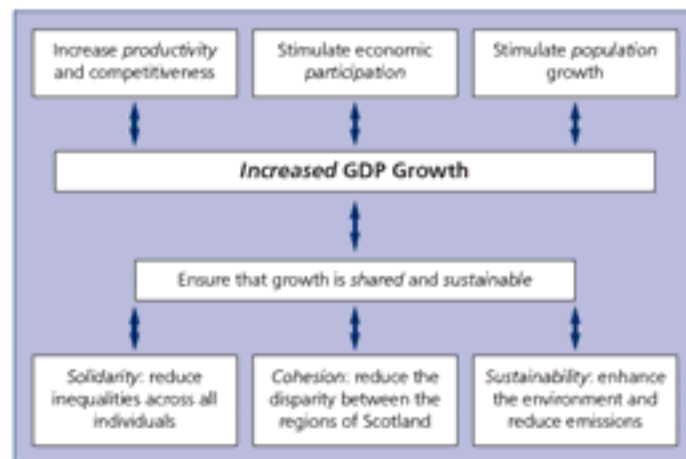 Increase productivity
and competitiveness
Stimulate economic
participation
Stimulate population
growth
Increased GDP Growth
Ensure that growth is shared and sustainable
Solidarity: reduce
inequalities across all
individuals
Cohesion: reduce the
disparity between the
regions of Scotland
Sustainability: enhance
the environment and
reduce emissions